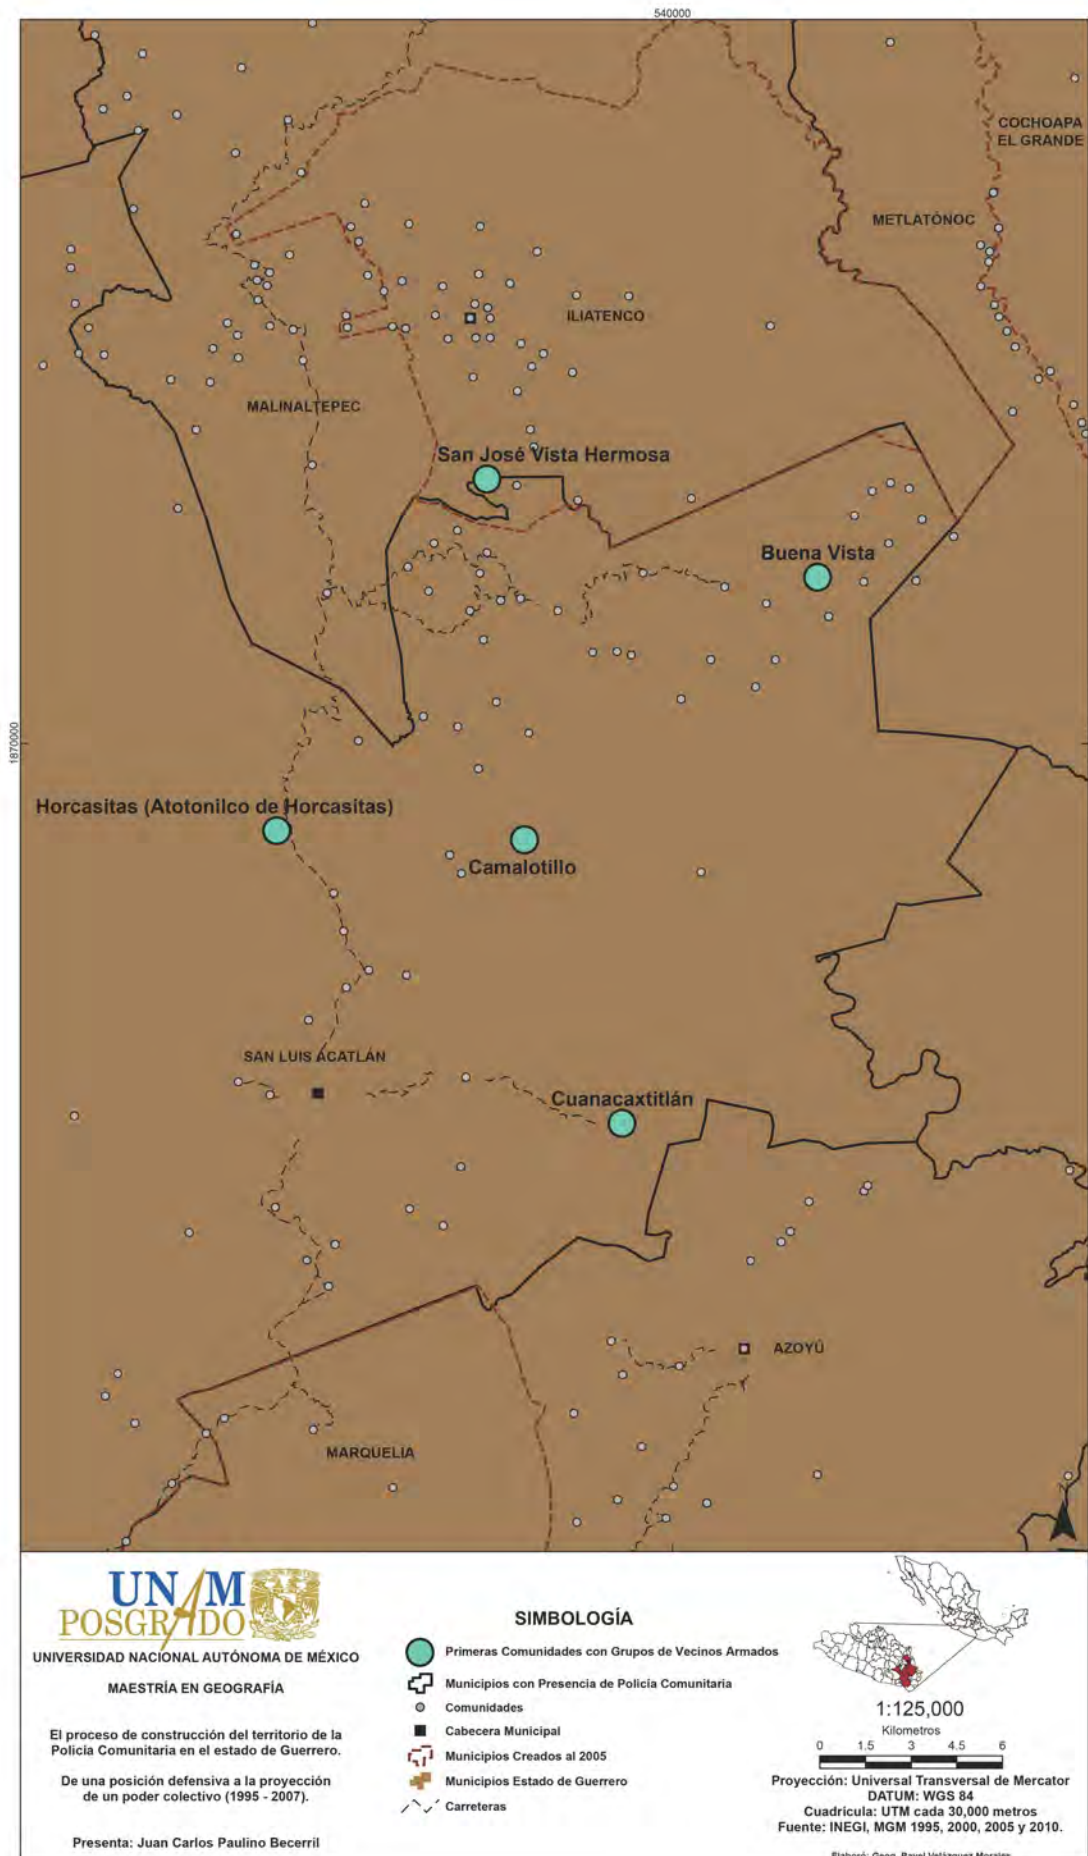 540000
COCHOAPA
EL GRANDE
METLATÓNOC
ILIATENCO
MALINALTEPEC
San José Vista Hermosa
Buena Vista
1870000
Horcasitas (Atotonilco de Horcasitas)
Camalotillo
SAN LUIS ACATLÁN
Cuanacaxtitlán
AZOYÚ
MARQUELIA
UNAM
POSGRADO
UNIVERSIDAD NACIONAL AUTÓNOMA DE MÉXICO
MAESTRÍA EN GEOGRAFÍA
El proceso de construcción del territorio de la
Policía Comunitaria en el estado de Guerrero.
De una posición defensiva a la proyección
de un poder colectivo (1995 - 2007).
Presenta: Juan Carlos Paulino Becerril
SIMBOLOGÍA
Primeras Comunidades con Grupos de Vecinos Armados
Municipios con Presencia de Policía Comunitaria
Comunidades
Cabecera Municipal
Municipios Creados al 2005
Municipios Estado de Guerrero
Carreteras
1:125,000
Kilometros
0 1.5 3 4.5 6
Proyección: Universal Transversal de Mercator
DATUM: WGS 84
Cuadrícula: UTM cada 30,000 metros
Fuente: INEGI, MGM 1995, 2000, 2005 y 2010.
Elaboró: Geog. Pavel Velázquez Morales